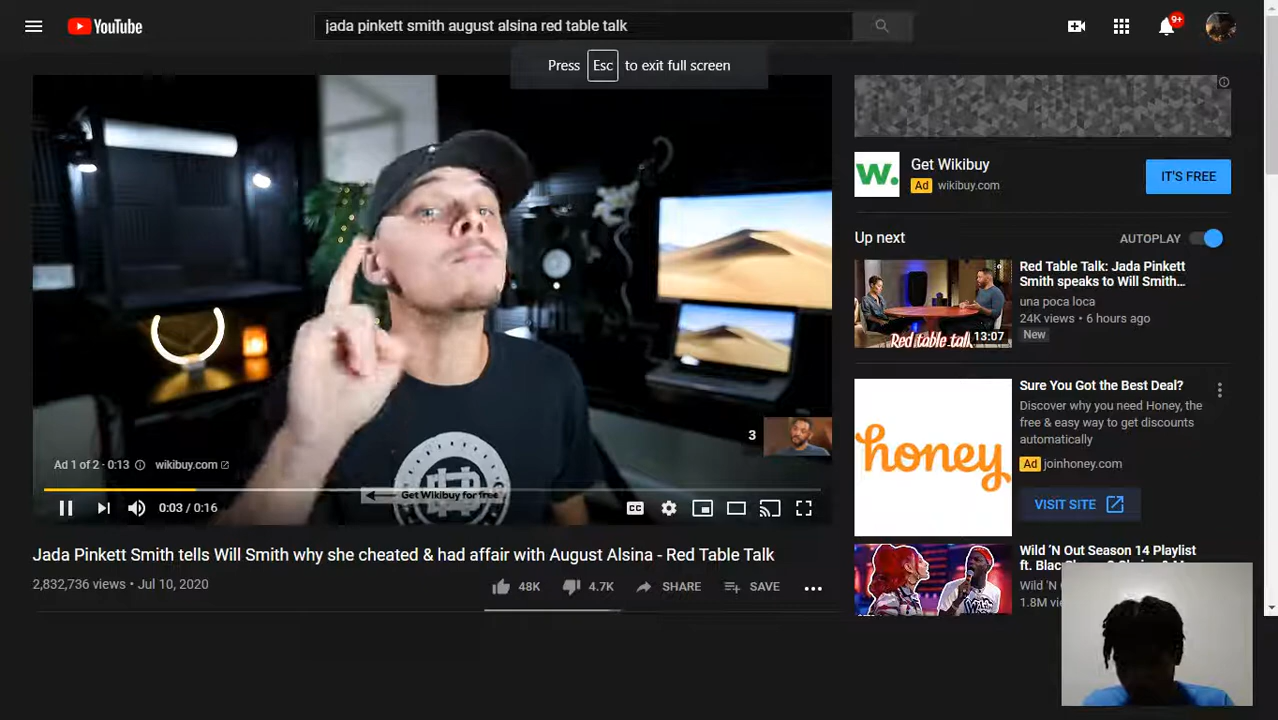 YouTube
jada pinkett smith august alsina red table talk
9+
Press Esc to exit full screen
w.
Get Wikibuy
Ad wikibuy.com
IT'S FREE
Up next
AUTOPLAY
Red table talk
13:07
Red Table Talk: Jada Pinkett
Smith speaks to Will Smith...
una poca loca
24K views • 6 hours ago
New
3
Ad 1 of 2 · 0:13 wikibuy.com
Get Wikibuy for free
0:03 / 0:16
CC
honey
Sure You Got the Best Deal?
Discover why you need Honey, the
free & easy way to get discounts
automatically
Ad joinhoney.com
VISIT SITE
Jada Pinkett Smith tells Will Smith why she cheated & had affair with August Alsina - Red Table Talk
2,832,736 views • Jul 10, 2020
48K
4.7K
SHARE
SAVE
Wild 'N Out Season 14 Playlist
Wild 'N
1.8M